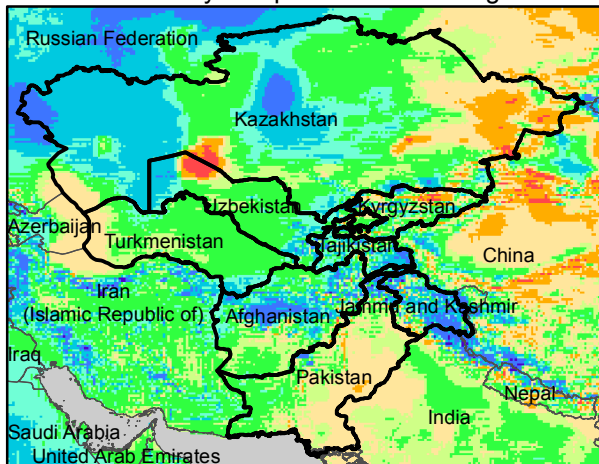 Russian Federation
Kazakhstan
Uzbekistan
Kyrgyzstan
Azerbaijan
Turkmenistan
Tajikistan
China
Iran
(Islamic Republic of)
Afghanistan
Jammu and Kashmir
Iraq
Pakistan
Nepal
India
Saudi Arabia
United Arab Emirates